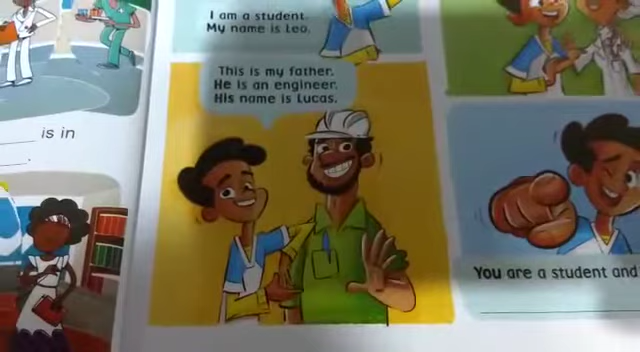 I am a student.
My name is Leo.
This is my father.
He is an engineer.
His name is Lucas.
is in
You are a student and